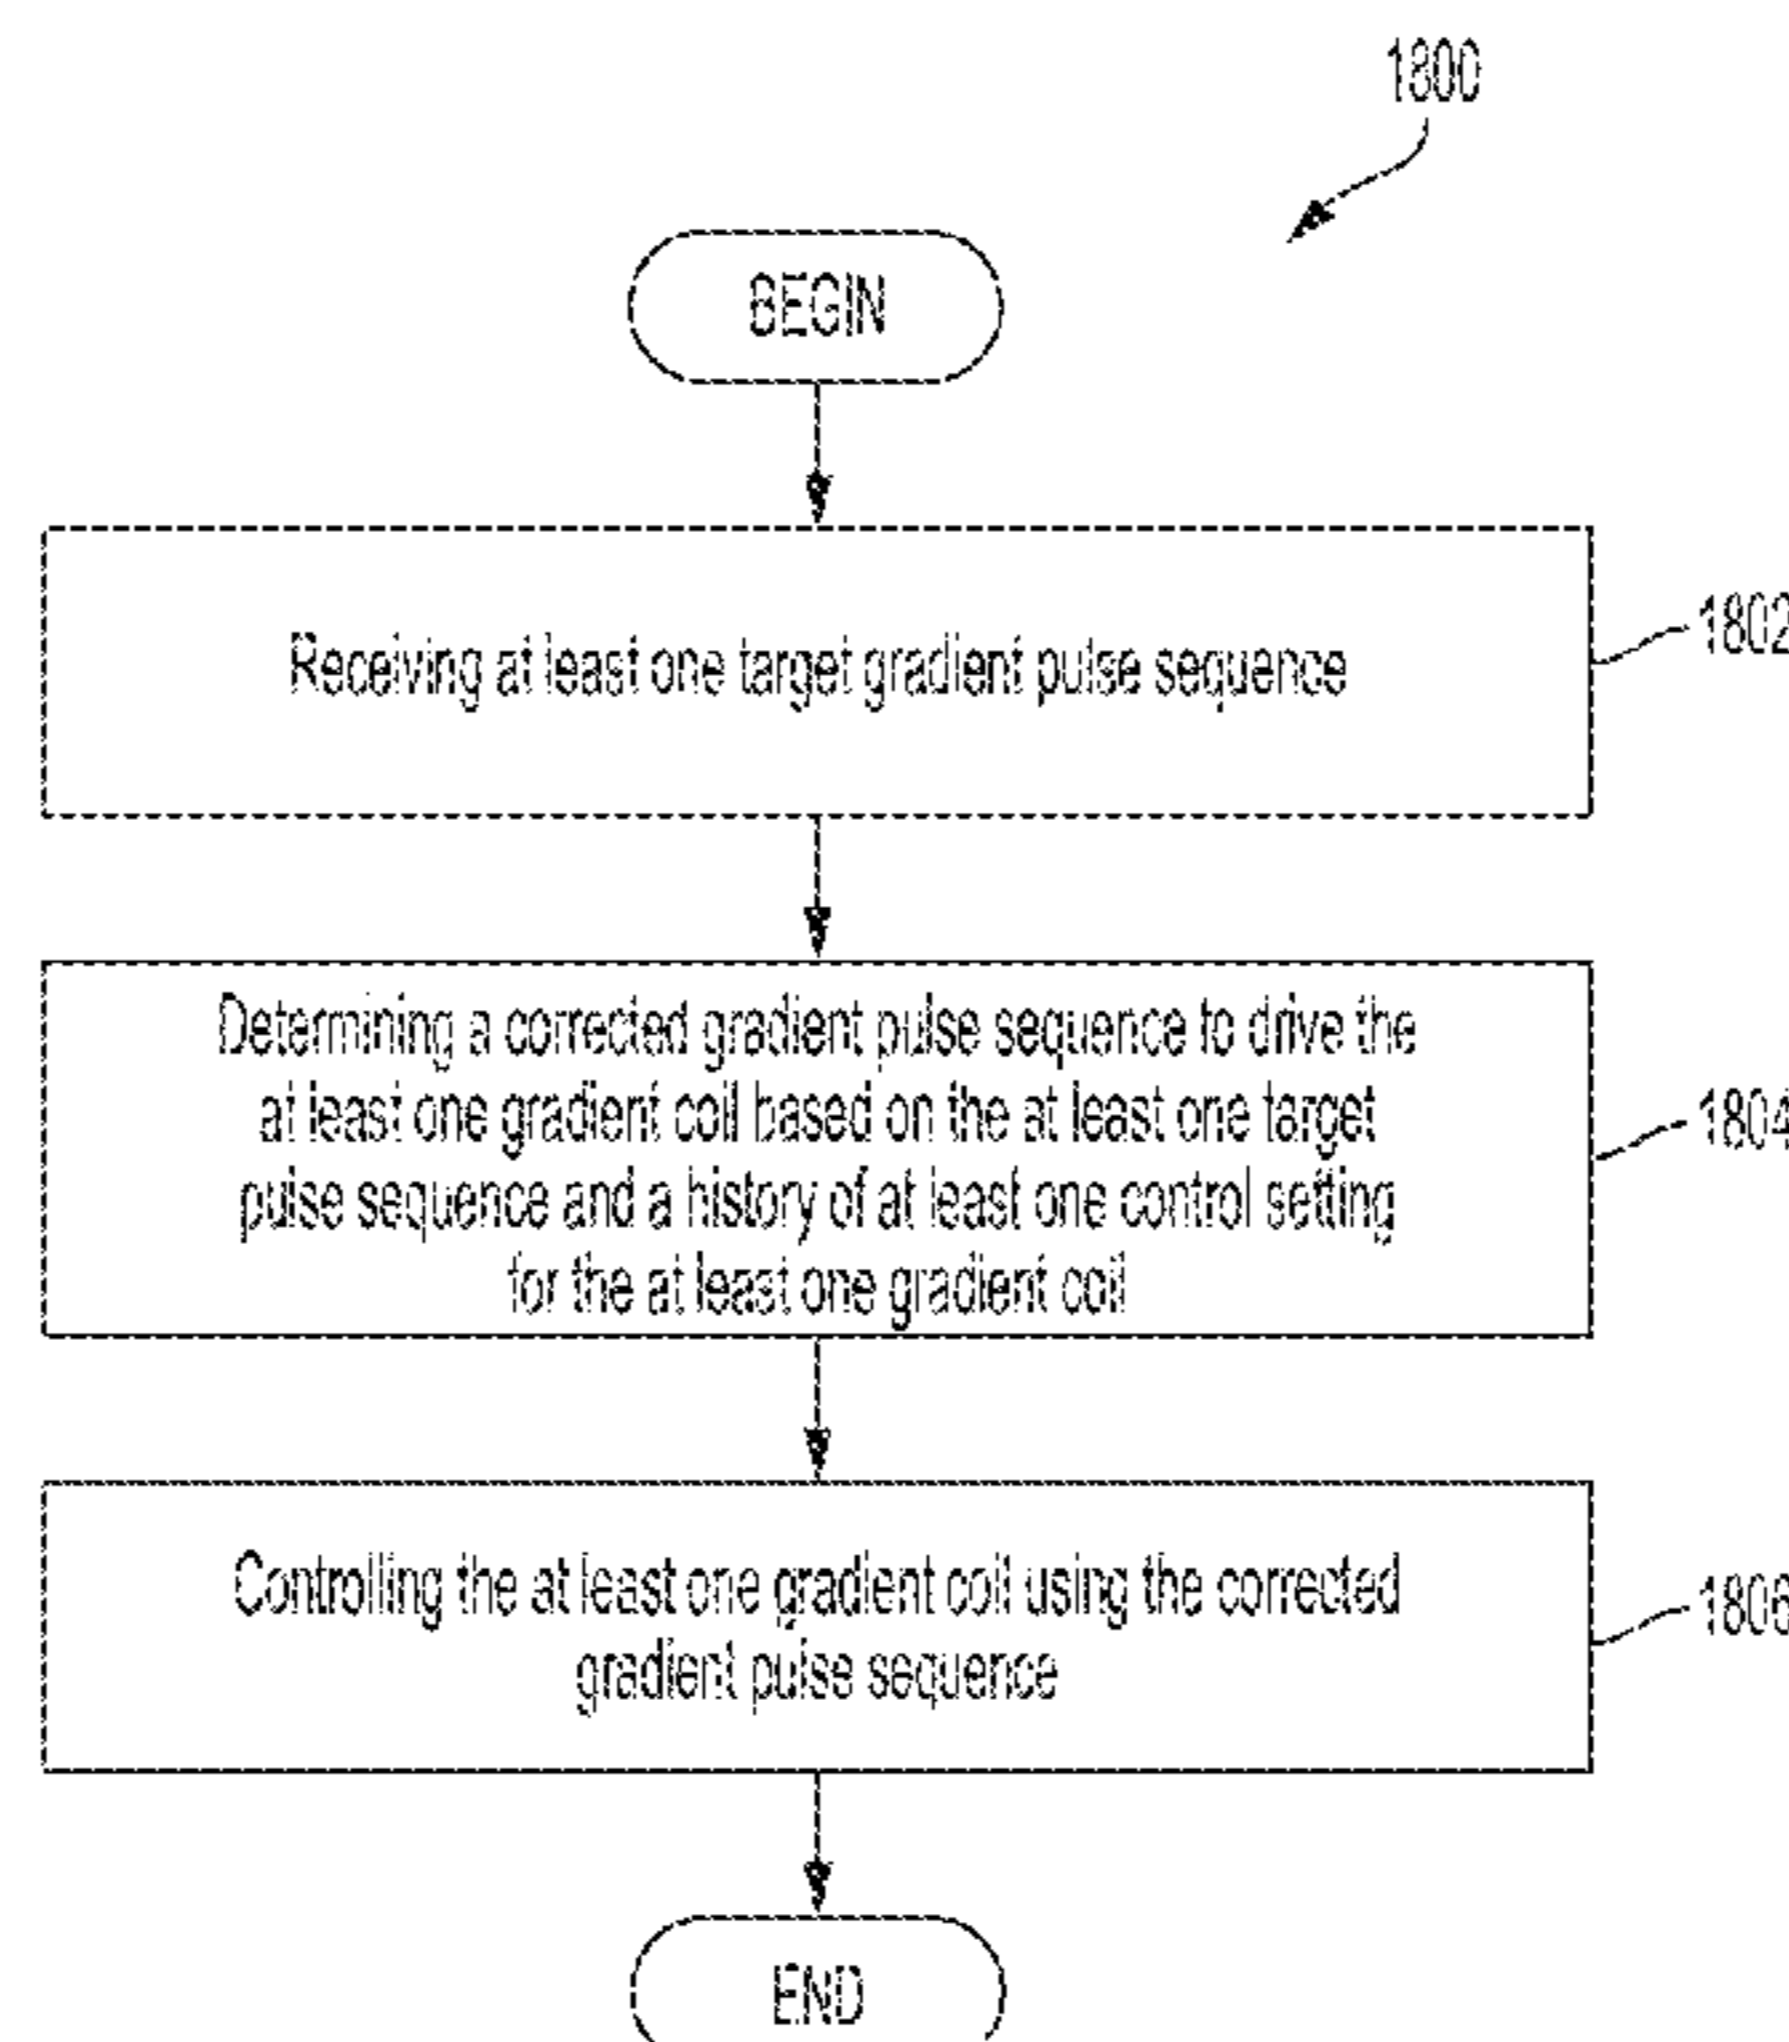 1800
BEGIN
Receiving at least one target gradient pulse sequence
1802
Determining a corrected gradient pulse sequence to drive the
at least one gradient coil based on the at least one target
pulse sequence and a history of at least one control setting
for the at least one gradient coil
1804
Controlling the at least one gradient coil using the corrected
gradient pulse sequence
1806
END